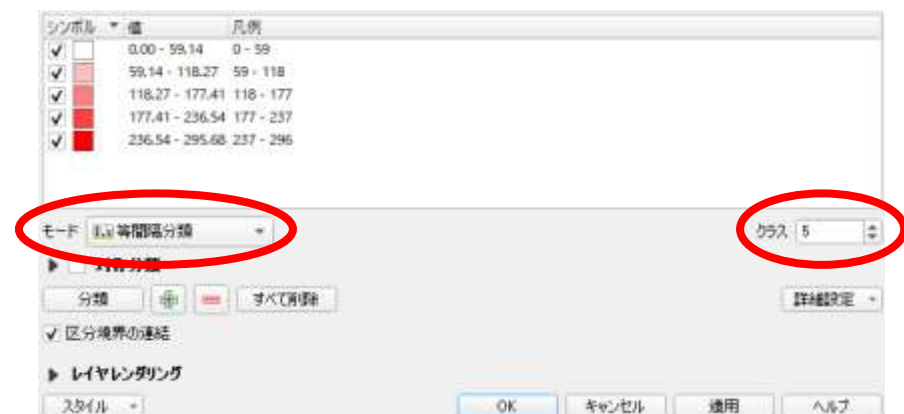 シンボル 値 凡例
0.00 - 59.14 0 - 59
59.14 - 118.27 59 - 118
118.27 - 177.41 118 - 177
177.41 - 236.54 177 - 237
236.54 - 295.68 237 - 296
モード 等間隔分類 クラス 5
分類 すべて削除 詳細設定
区分境界の連結
レイヤレンダリング
スタイル OK キャンセル 適用 ヘルプ